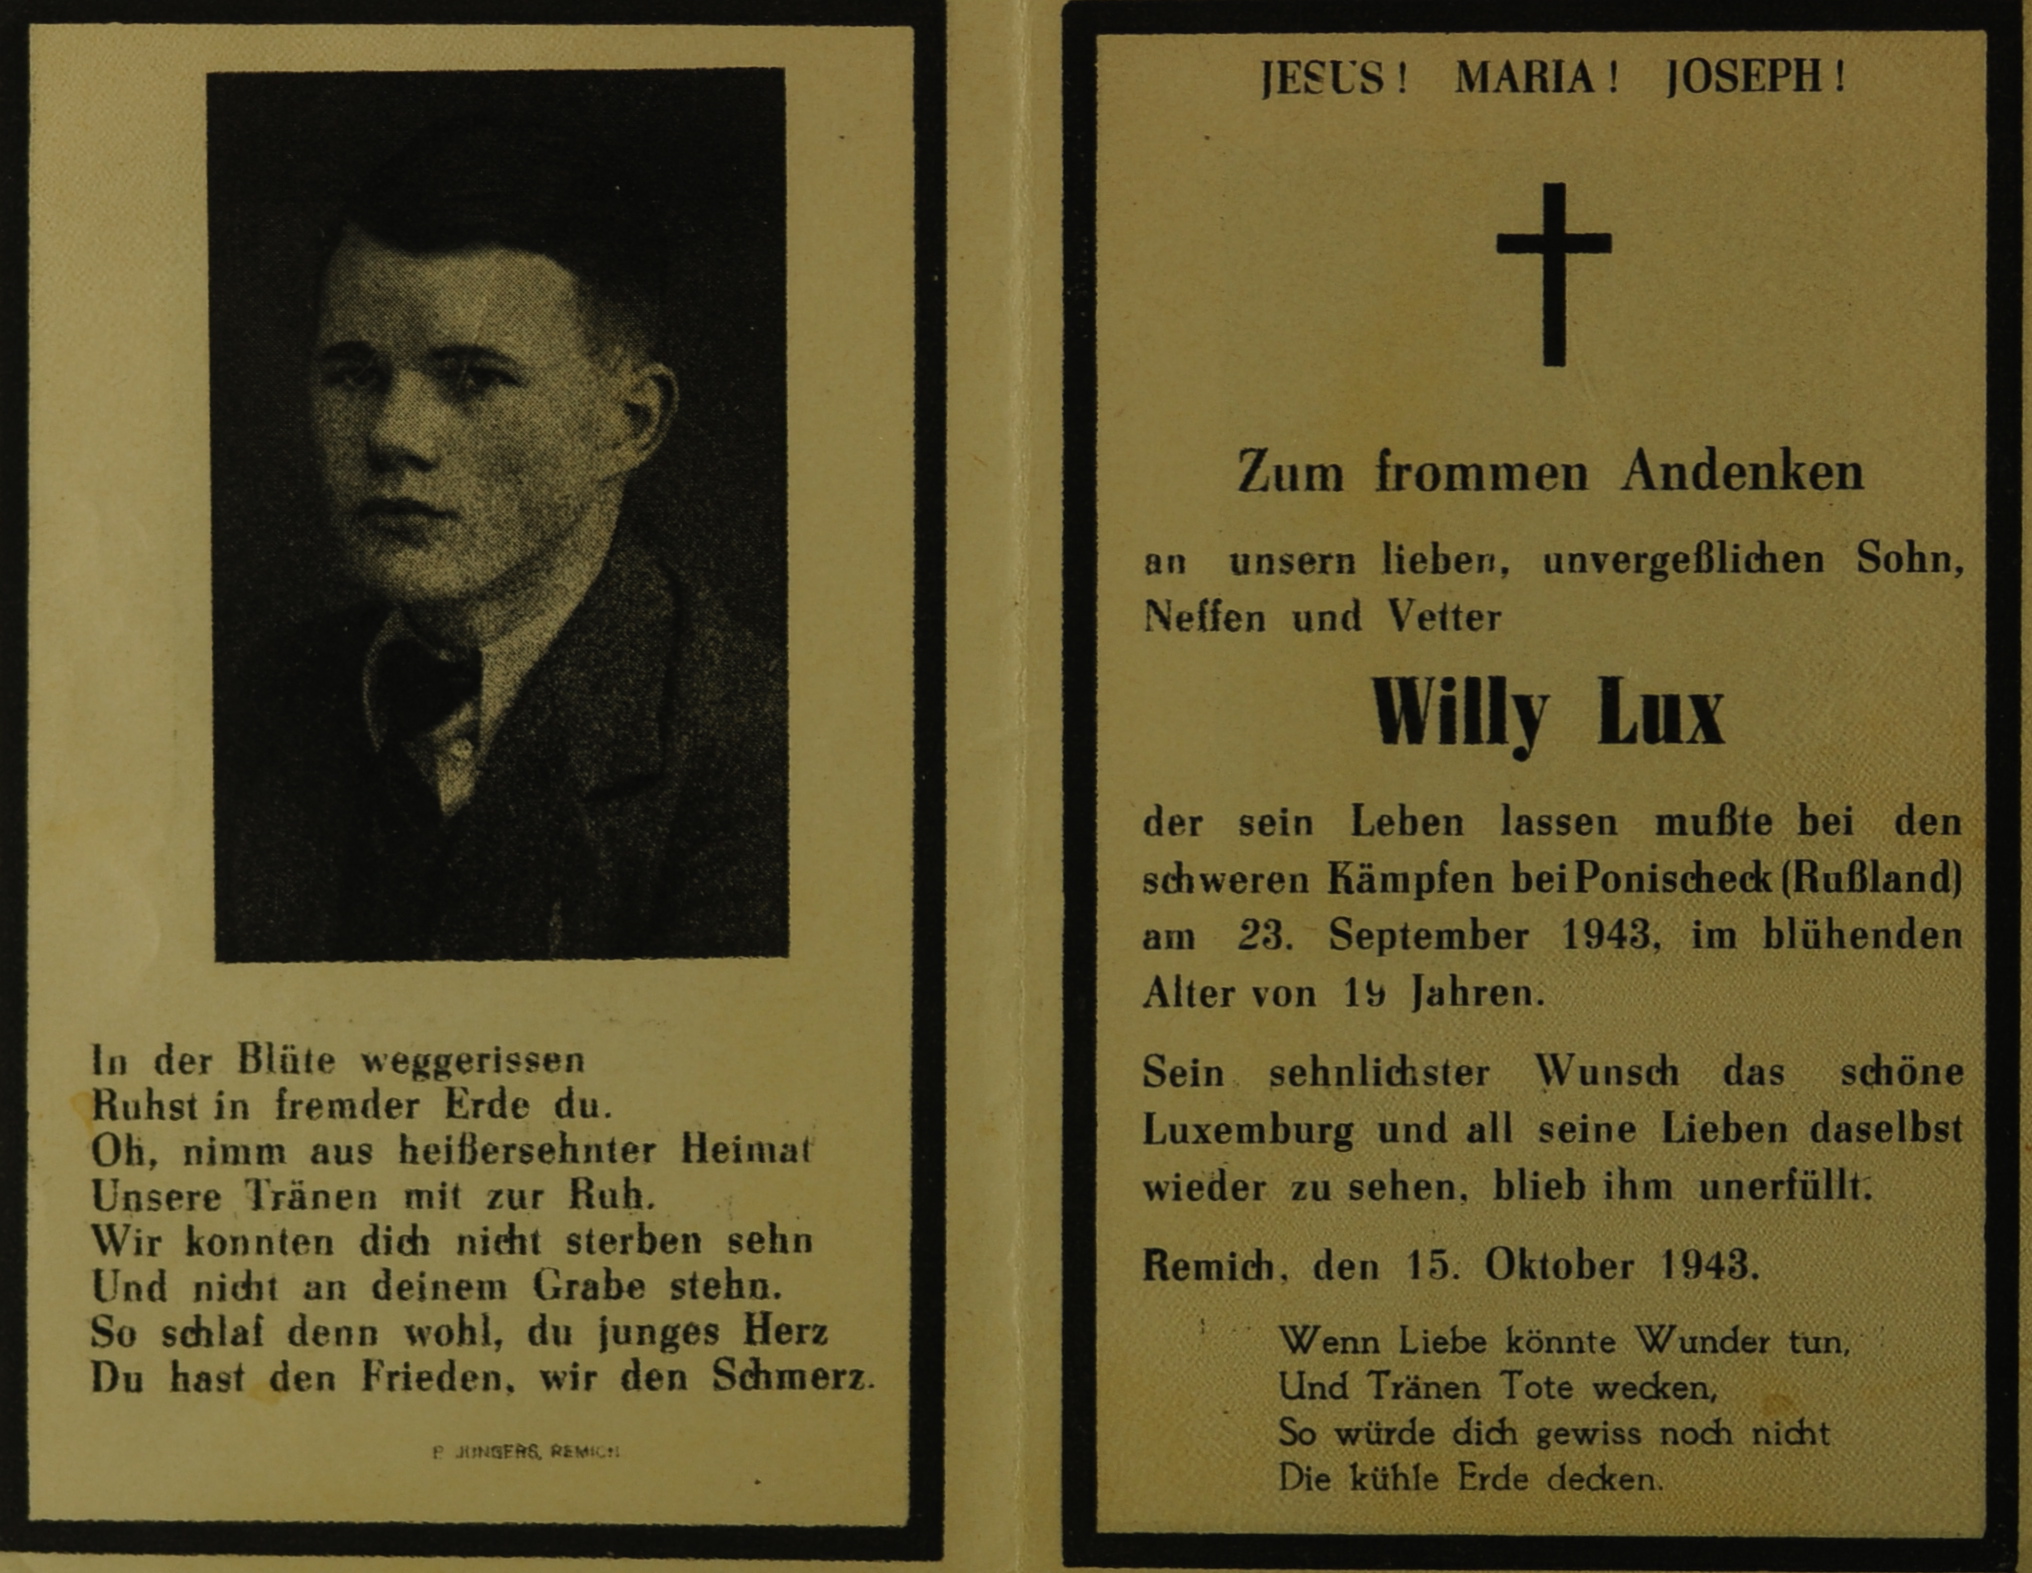 In der Blüte weggerissen
Ruhst in fremder Erde du.
Oh, nimm aus heißersehnter Heimat
Unsere Tränen mit zur Ruh.
Wir konnten dich nicht sterben sehn
Und nicht an deinem Grabe stehn.
So schlaf denn wohl, du junges Herz
Du hast den Frieden, wir den Schmerz.
P. JUNGERS, REMICH
JESUS! MARIA! JOSEPH!
Zum frommen Andenken
an unsern lieben, unvergeßlichen Sohn,
Neffen und Vetter
Willy Lux
der sein Leben lassen mußte bei den
schweren Kämpfen bei Ponischeck (Rußland)
am 23. September 1943, im blühenden
Alter von 19 Jahren.
Sein sehnlichster Wunsch das schöne
Luxemburg und all seine Lieben daselbst
wieder zu sehen, blieb ihm unerfüllt.
Remich, den 15. Oktober 1943.
Wenn Liebe könnte Wunder tun,
Und Tränen Tote wecken,
So würde dich gewiss noch nicht
Die kühle Erde decken.